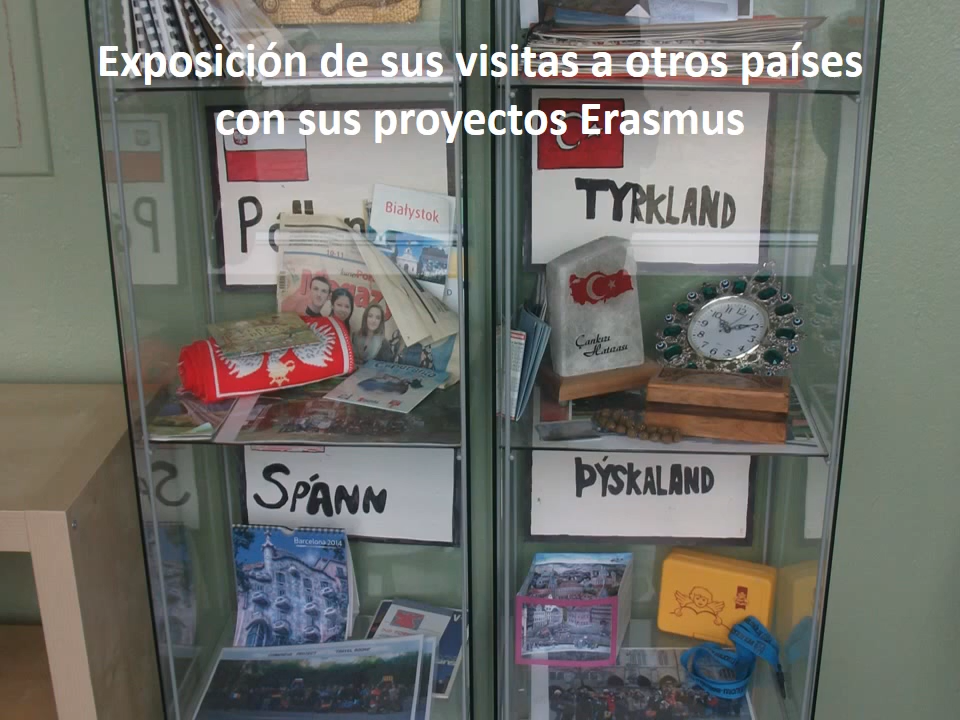 Exposición de sus visitas a otros países
con sus proyectos Erasmus
TYRKLAND
Białystok
Çankırı
Hatırası
SPÁNN
ÞÝSKALAND
Barcelona 2014